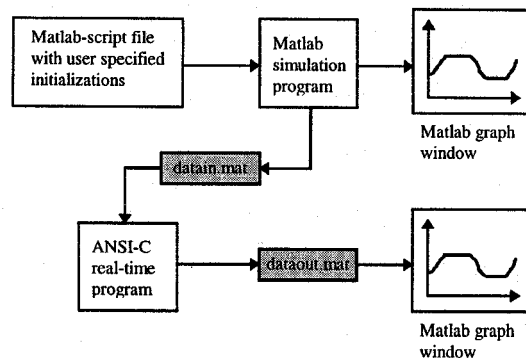 Matlab-script file
with user specified
initializations
Matlab
simulation
program
Matlab graph
window
datain.mat
ANSI-C
real-time
program
dataout.mat
Matlab graph
window